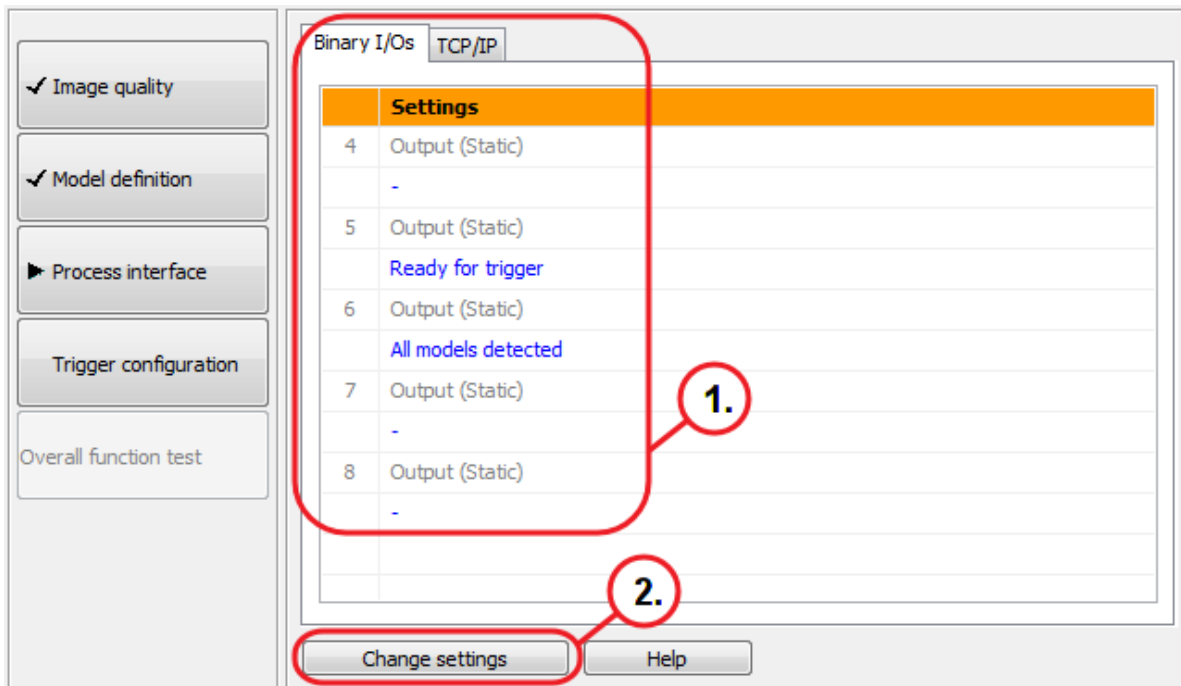 ✓ Image quality
✓ Model definition
▶ Process interface
Trigger configuration
Overall function test
Binary I/Os TCP/IP
Settings
4 Output (Static)
-
5 Output (Static)
Ready for trigger
6 Output (Static)
All models detected
7 Output (Static)
-
8 Output (Static)
-
1.
2.
Change settings Help